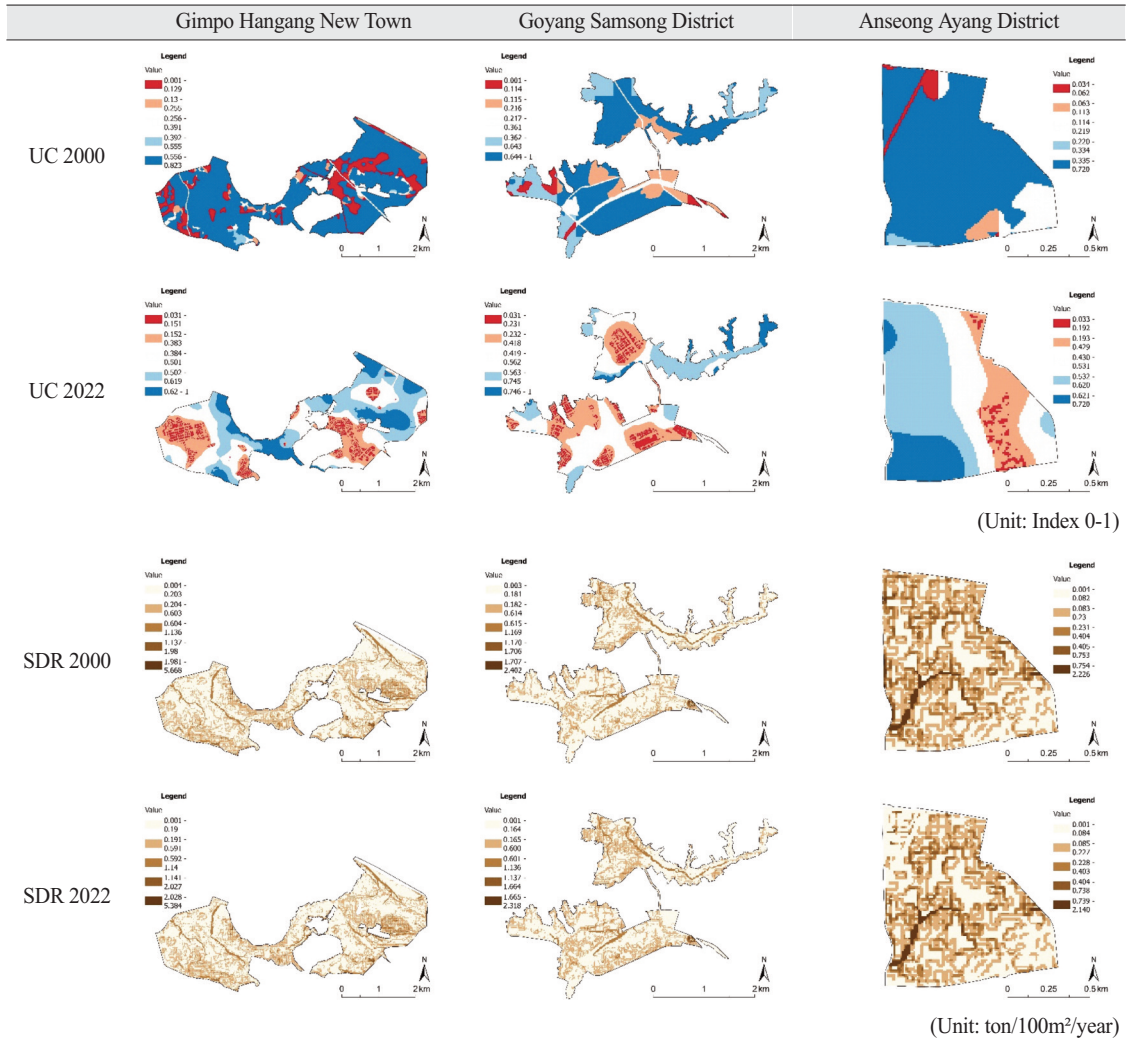 Gimpo Hangang New Town
Goyang Samsong District
Anseong Ayang District
UC 2000
Legend
Value
0.001 -
0.129
0.13 -
0.255
0.256 -
0.391
0.392 -
0.555
0.556 -
0.823
N
0 1 2 km
Legend
Value
0.001 -
0.114
0.115 -
0.216
0.217 -
0.361
0.362 -
0.643
0.644 - 1
N
0 1 2 km
Legend
Value
0.031 -
0.062
0.063 -
0.113
0.114 -
0.219
0.220 -
0.334
0.335 -
0.720
N
0 0.25 0.5 km
UC 2022
Legend
Value
0.031 -
0.151
0.152 -
0.383
0.384 -
0.501
0.502 -
0.619
0.62 - 1
N
0 1 2 km
Legend
Value
0.031 -
0.231
0.232 -
0.418
0.419 -
0.562
0.563 -
0.745
0.746 - 1
N
0 1 2 km
Legend
Value
0.033 -
0.192
0.193 -
0.479
0.430 -
0.531
0.532 -
0.620
0.621 -
0.720
N
0 0.25 0.5 km
(Unit: Index 0-1)
SDR 2000
Legend
Value
0.001 -
0.203
0.204 -
0.603
0.604 -
1.136
1.137 -
1.98
1.981 -
5.668
N
0 1 2 km
Legend
Value
0.003 -
0.181
0.182 -
0.614
0.615 -
1.169
1.170 -
1.706
1.707 -
2.402
N
0 1 2 km
Legend
Value
0.001 -
0.082
0.083 -
0.23
0.231 -
0.404
0.405 -
0.753
0.754 -
2.226
N
0 0.25 0.5 km
SDR 2022
Legend
Value
0.001 -
0.19
0.191 -
0.591
0.592 -
1.14
1.141 -
2.027
2.028 -
5.384
N
0 1 2 km
Legend
Value
0.001 -
0.164
0.165 -
0.600
0.601 -
1.136
1.137 -
1.664
1.665 -
2.318
N
0 1 2 km
Legend
Value
0.001 -
0.084
0.085 -
0.227
0.228 -
0.403
0.404 -
0.738
0.739 -
2.140
N
0 0.25 0.5 km
(Unit: ton/100m²/year)